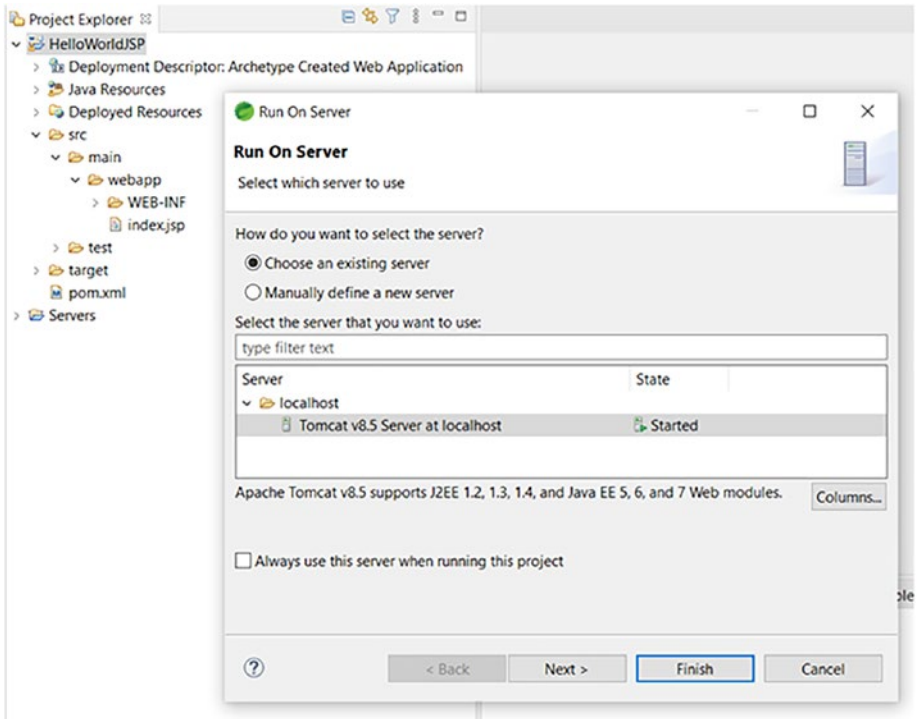 Project Explorer
HelloWorldJSP
Deployment Descriptor: Archetype Created Web Application
Java Resources
Deployed Resources
src
main
webapp
WEB-INF
index.jsp
test
target
pom.xml
Servers
Run On Server
Run On Server
Select which server to use
How do you want to select the server?
Choose an existing server
Manually define a new server
Select the server that you want to use:
type filter text
Server State
localhost
Tomcat v8.5 Server at localhost Started
Apache Tomcat v8.5 supports J2EE 1.2, 1.3, 1.4, and Java EE 5, 6, and 7 Web modules.
Columns...
Always use this server when running this project
? < Back Next > Finish Cancel